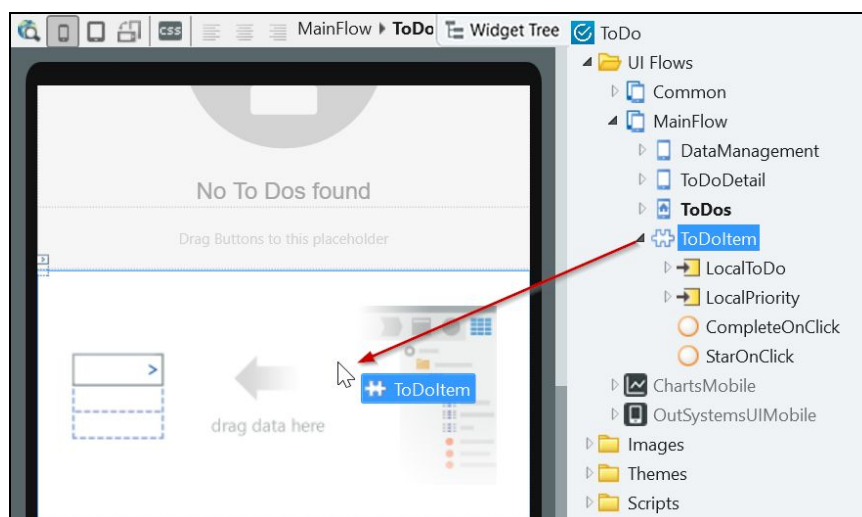 css
MainFlow ▸ ToDo
Widget Tree
No To Dos found
Drag Buttons to this placeholder
drag data here
ToDoItem
ToDo
UI Flows
Common
MainFlow
DataManagement
ToDoDetail
ToDos
ToDoItem
LocalToDo
LocalPriority
CompleteOnClick
StarOnClick
ChartsMobile
OutSystemsUIMobile
Images
Themes
Scripts